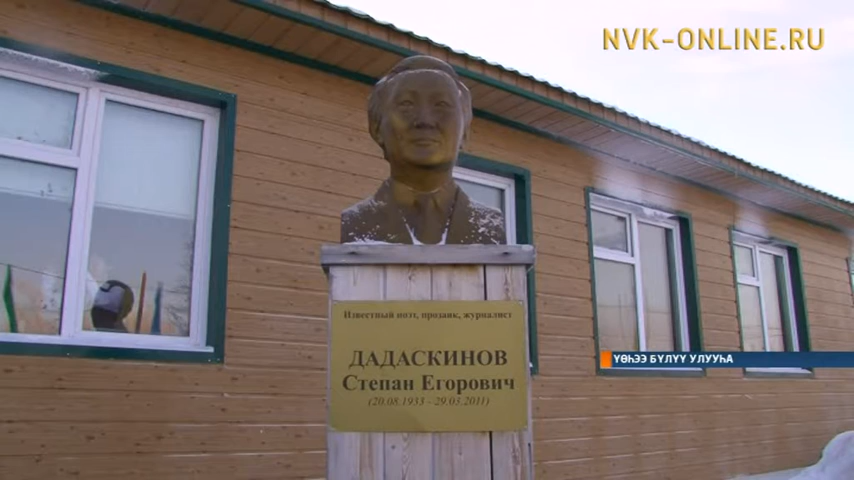 NVK-ONLINE.RU
Известный поэт, прозаик, журналист
ДАДАСКИНОВ
Степан Егорович
(20.08.1933 - 29.03.2011)
ҮӨҺЭЭ БҮЛҮҮ УЛУУҺА